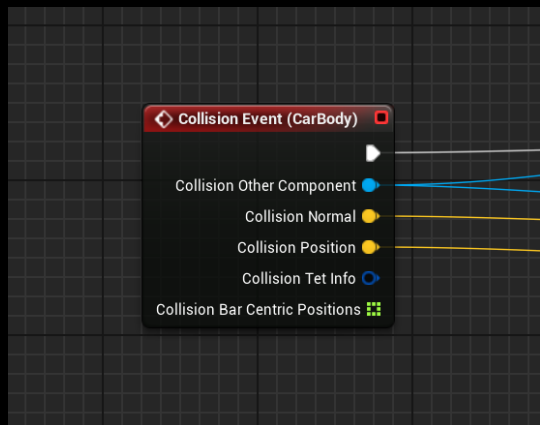 Collision Event (CarBody)
Collision Other Component
Collision Normal
Collision Position
Collision Tet Info
Collision Bar Centric Positions